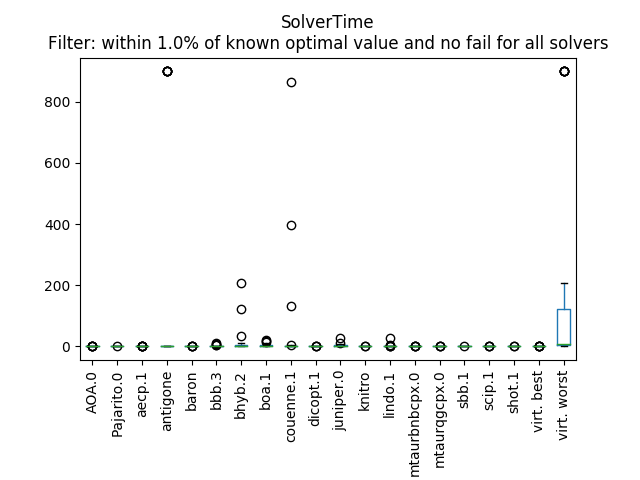 SolverTime
Filter: within 1.0% of known optimal value and no fail for all solvers
800
600
400
200
0
AOA.0
Pajarito.0
aecp.1
antigone
baron
bbb.3
bhyb.2
boa.1
couenne.1
dicopt.1
juniper.0
knitro
lindo.1
mtaurbnbcpx.0
mtaurqgcpx.0
sbb.1
scip.1
shot.1
virt. best
virt. worst